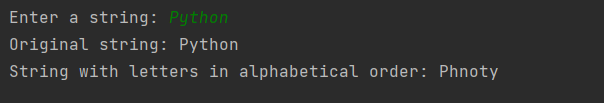 Enter a string: Python
Original string: Python
String with letters in alphabetical order: Phnoty